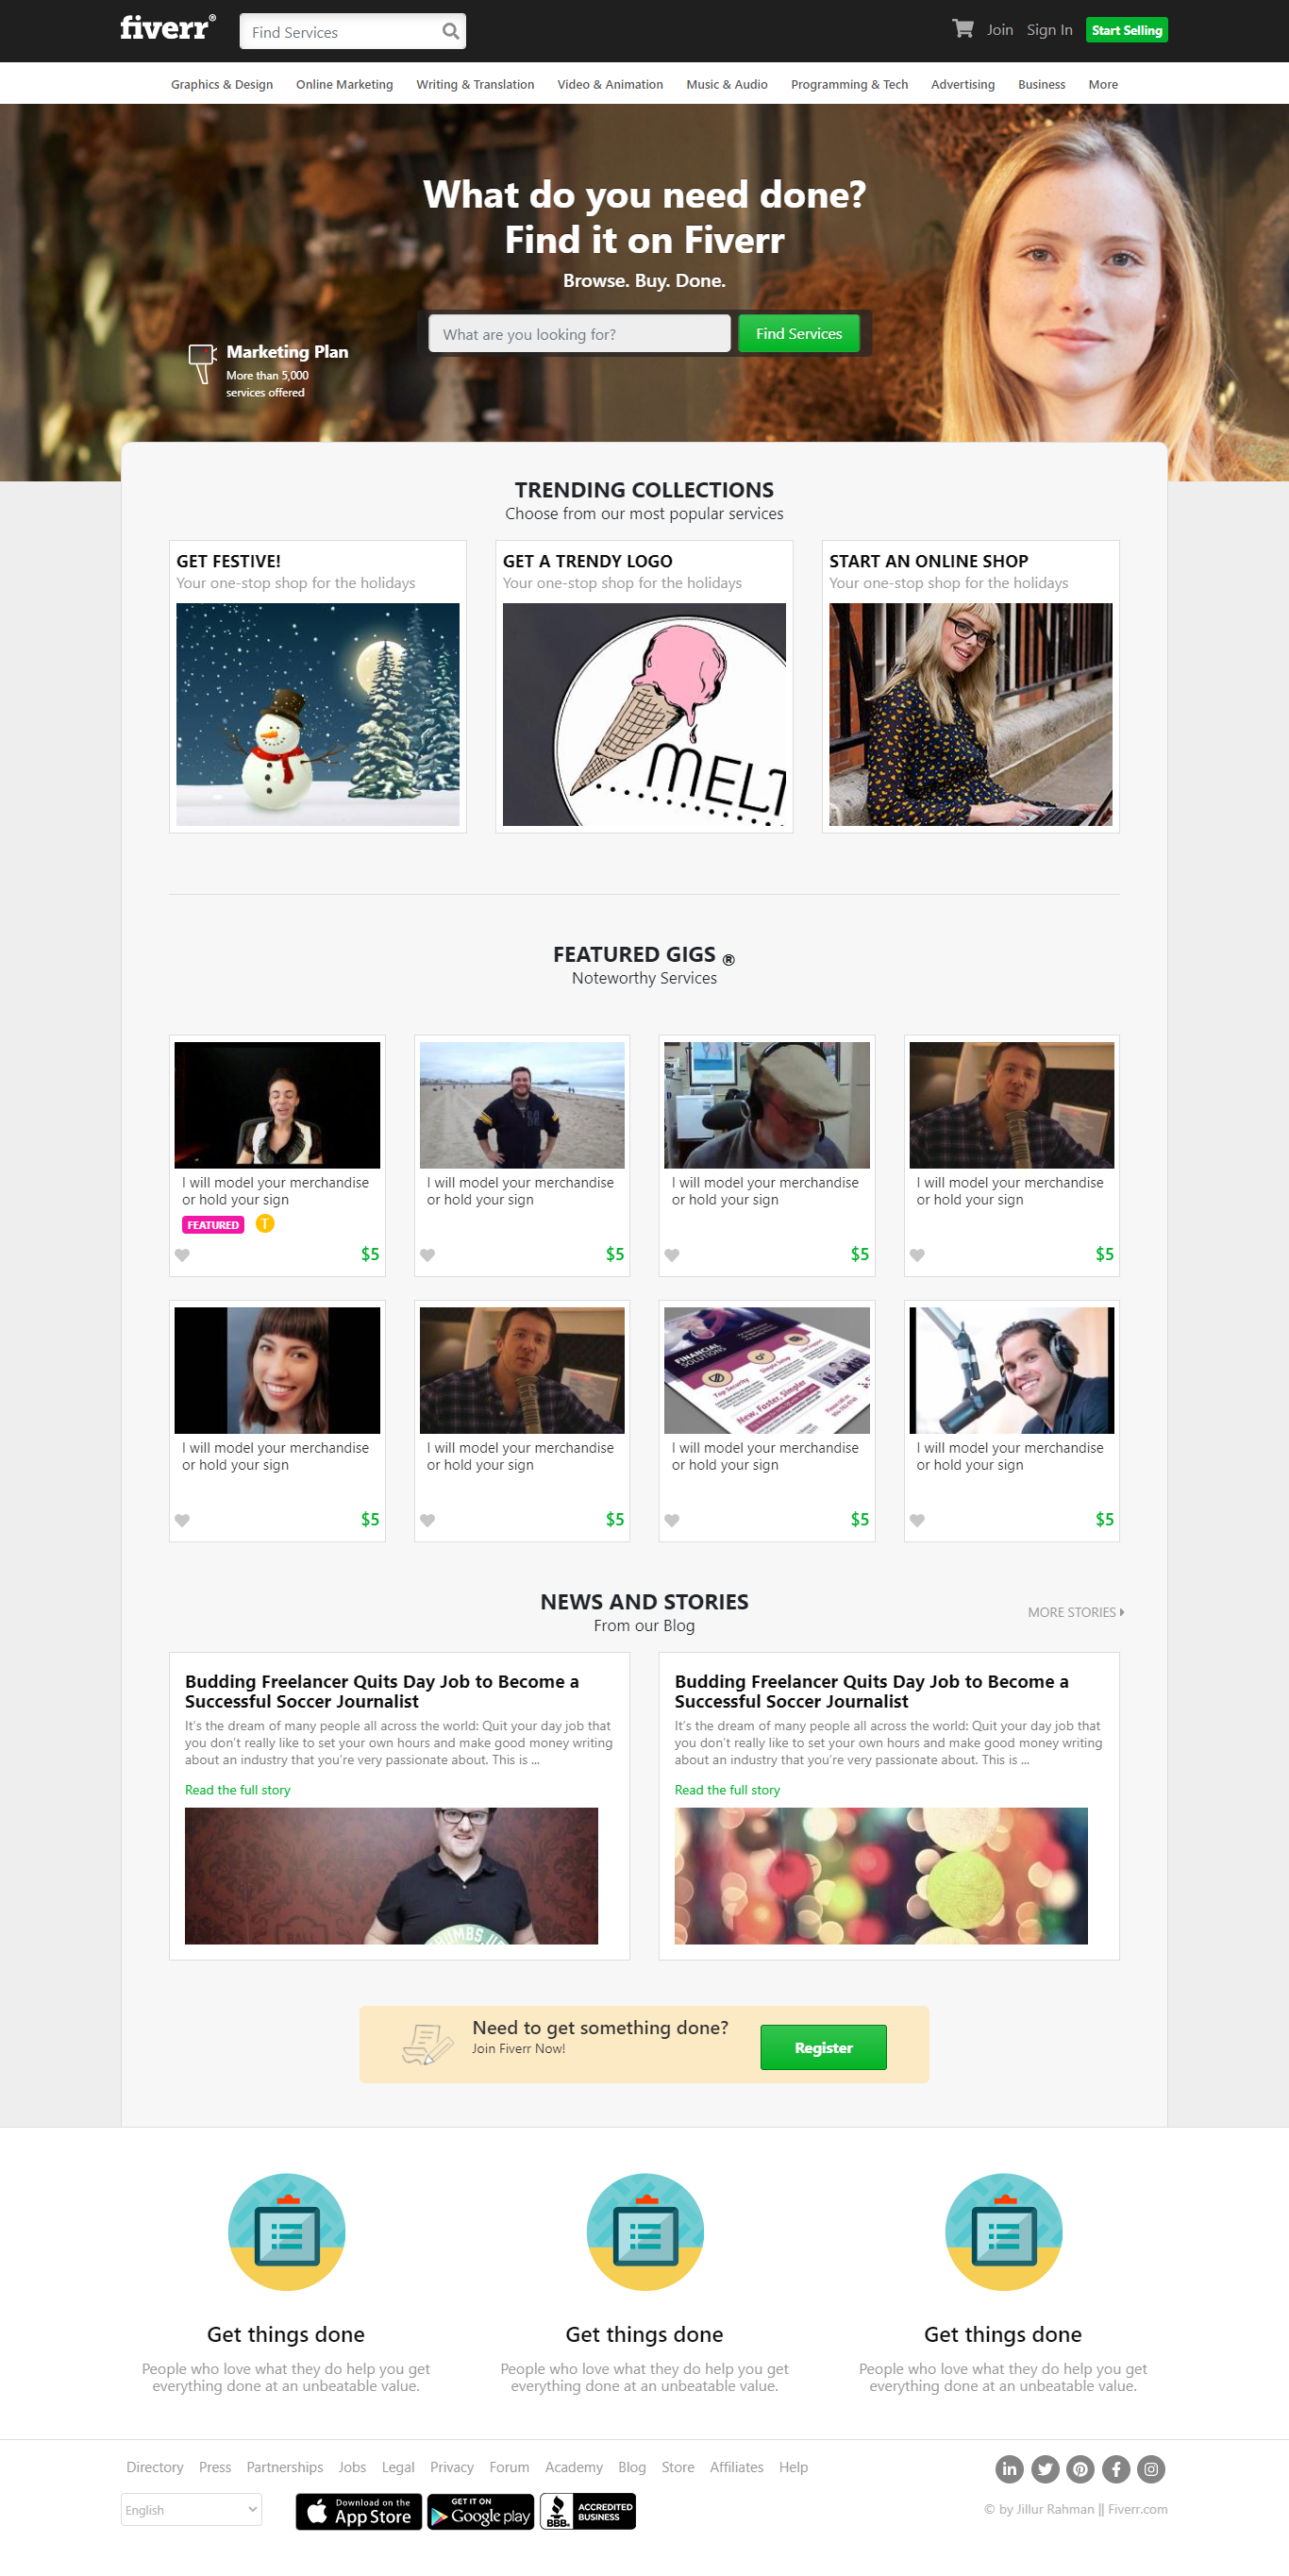 fiverr®
Find Services
Join Sign In Start Selling
Graphics & Design Online Marketing Writing & Translation Video & Animation Music & Audio Programming & Tech Advertising Business More
What do you need done?
Find it on Fiverr
Browse. Buy. Done.
What are you looking for? Find Services
Marketing Plan
More than 5,000
services offered
TRENDING COLLECTIONS
Choose from our most popular services
GET FESTIVE!
Your one-stop shop for the holidays
GET A TRENDY LOGO
Your one-stop shop for the holidays
MELT
START AN ONLINE SHOP
Your one-stop shop for the holidays
FEATURED GIGS ®
Noteworthy Services
I will model your merchandise
or hold your sign
FEATURED T
$5
I will model your merchandise
or hold your sign
$5
I will model your merchandise
or hold your sign
$5
I will model your merchandise
or hold your sign
$5
I will model your merchandise
or hold your sign
$5
I will model your merchandise
or hold your sign
$5
FINANCIAL
SOLUTIONS
Simple Setup
Top Security
New, Faster, Simpler
I will model your merchandise
or hold your sign
$5
I will model your merchandise
or hold your sign
$5
NEWS AND STORIES
From our Blog
MORE STORIES
Budding Freelancer Quits Day Job to Become a
Successful Soccer Journalist
It’s the dream of many people all across the world: Quit your day job that
you don’t really like to set your own hours and make good money writing
about an industry that you’re very passionate about. This is ...
Read the full story
THUMBS UP
Budding Freelancer Quits Day Job to Become a
Successful Soccer Journalist
It’s the dream of many people all across the world: Quit your day job that
you don’t really like to set your own hours and make good money writing
about an industry that you’re very passionate about. This is ...
Read the full story
Need to get something done?
Join Fiverr Now!
Register
Get things done
People who love what they do help you get
everything done at an unbeatable value.
Get things done
People who love what they do help you get
everything done at an unbeatable value.
Get things done
People who love what they do help you get
everything done at an unbeatable value.
Directory Press Partnerships Jobs Legal Privacy Forum Academy Blog Store Affiliates Help
English
Download on the
App Store
GET IT ON
Google play
BBB.
ACCREDITED
BUSINESS
© by Jillur Rahman || Fiverr.com